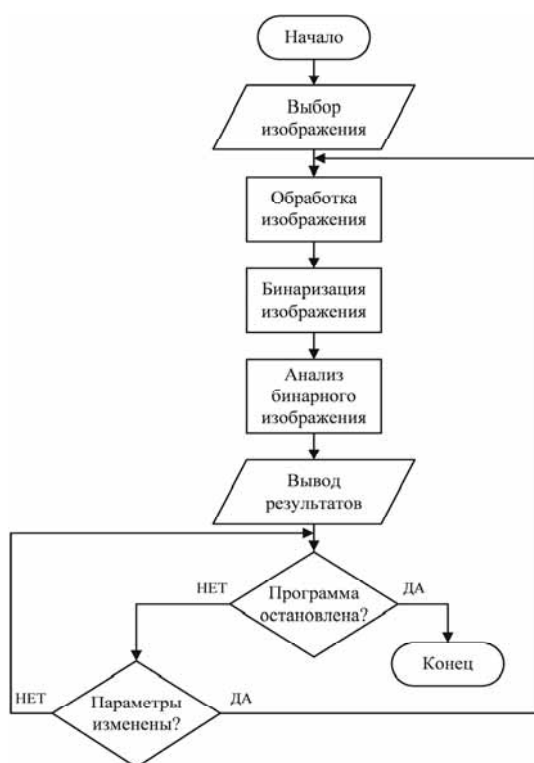 Начало
Выбор
изображения
Обработка
изображения
Бинаризация
изображения
Анализ
бинарного
изображения
Вывод
результатов
НЕТ
Программа
остановлена?
ДА
Конец
НЕТ
Параметры
изменены?
ДА